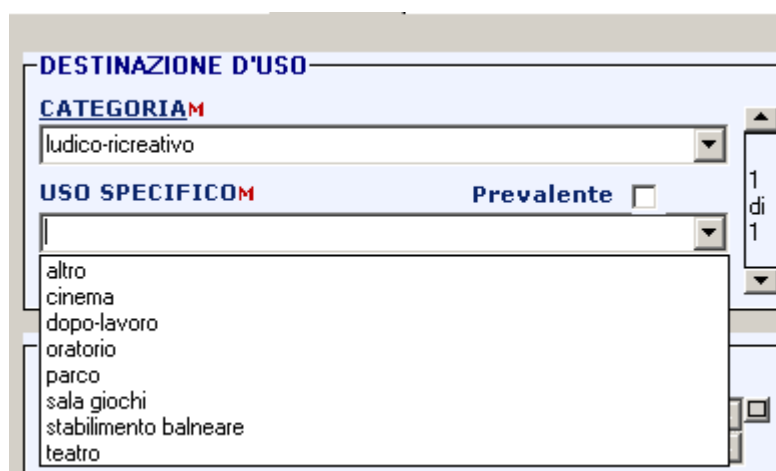 DESTINAZIONE D'USO
CATEGORIAM
ludico-ricreativo
USO SPECIFICOM Prevalente
altro
cinema
dopo-lavoro
oratorio
parco
sala giochi
stabilimento balneare
teatro
1
di
1